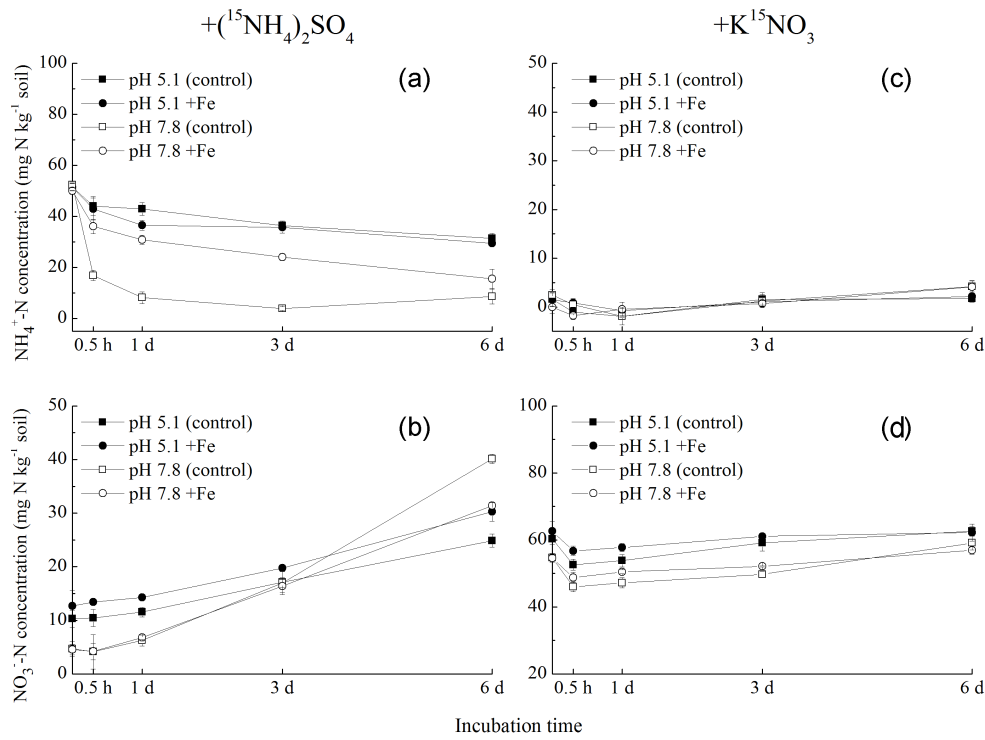 +(¹⁵NH₄)₂SO₄
+K¹⁵NO₃
NH₄⁺-N concentration (mg N kg⁻¹ soil)
100
80
60
40
20
0
pH 5.1 (control)
pH 5.1 +Fe
pH 7.8 (control)
pH 7.8 +Fe
(a)
0.5 h
1 d
3 d
6 d
50
40
30
20
10
0
pH 5.1 (control)
pH 5.1 +Fe
pH 7.8 (control)
pH 7.8 +Fe
(c)
0.5 h
1 d
3 d
6 d
NO₃⁻-N concentration (mg N kg⁻¹ soil)
50
40
30
20
10
0
pH 5.1 (control)
pH 5.1 +Fe
pH 7.8 (control)
pH 7.8 +Fe
(b)
0.5 h
1 d
3 d
6 d
100
80
60
40
20
pH 5.1 (control)
pH 5.1 +Fe
pH 7.8 (control)
pH 7.8 +Fe
(d)
0.5 h
1 d
3 d
6 d
Incubation time